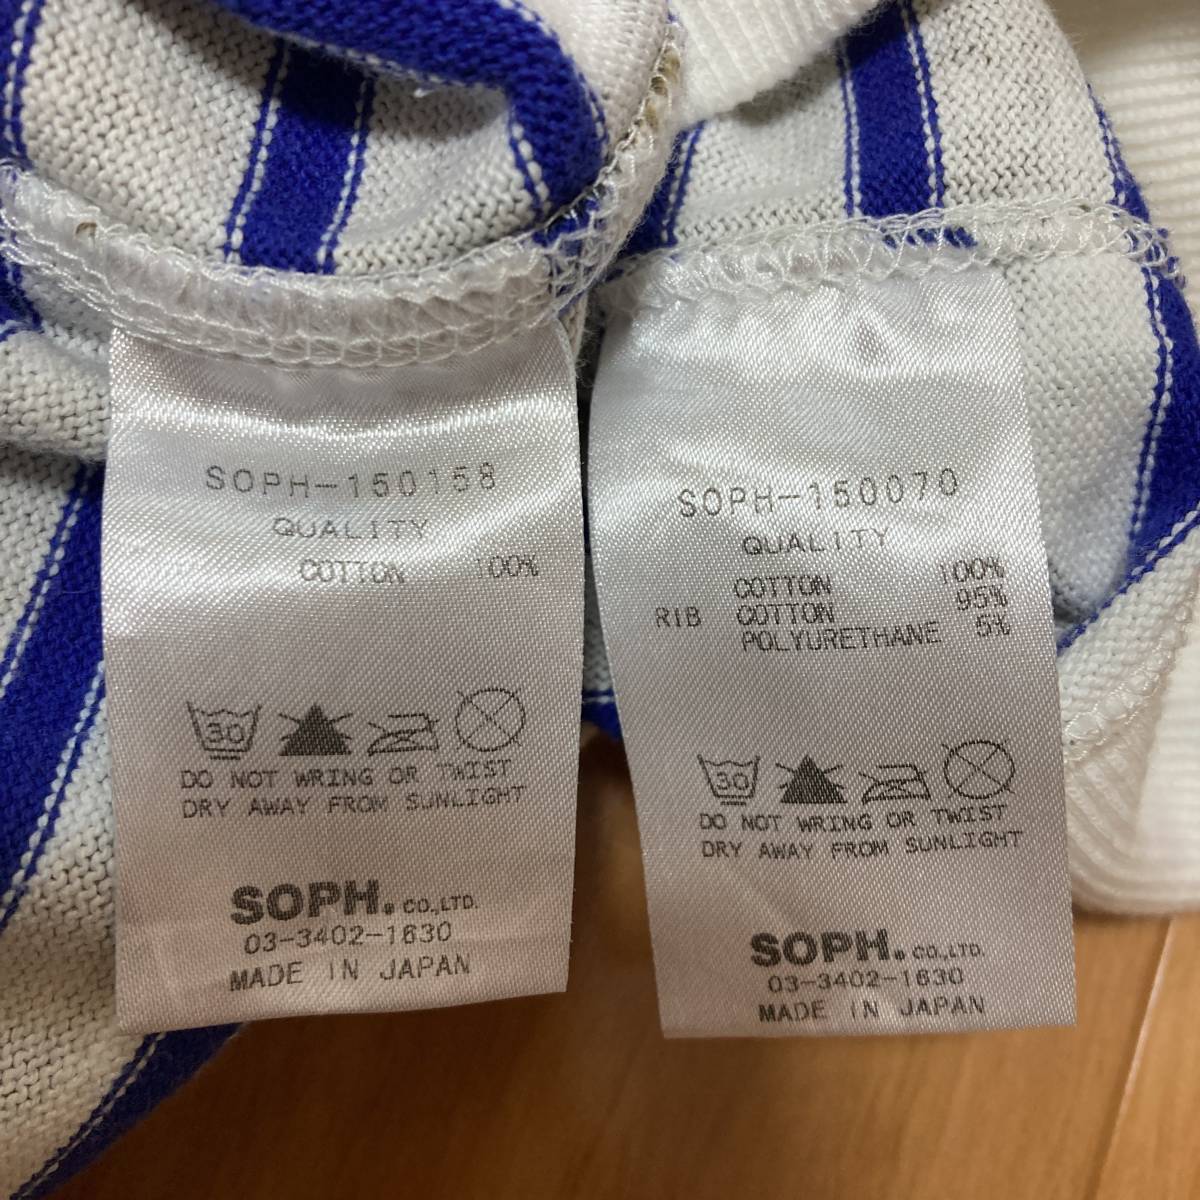 SOPH-150158
QUALITY
COTTON 100%
30
DO NOT WRING OR TWIST
DRY AWAY FROM SUNLIGHT
SOPH. CO.,LTD.
03-3402-1630
MADE IN JAPAN
SOPH-150070
QUALITY
COTTON 100%
RIB COTTON 95%
POLYURETHANE 5%
30
DO NOT WRING OR TWIST
DRY AWAY FROM SUNLIGHT
SOPH. CO.,LTD.
03-3402-1630
MADE IN JAPAN